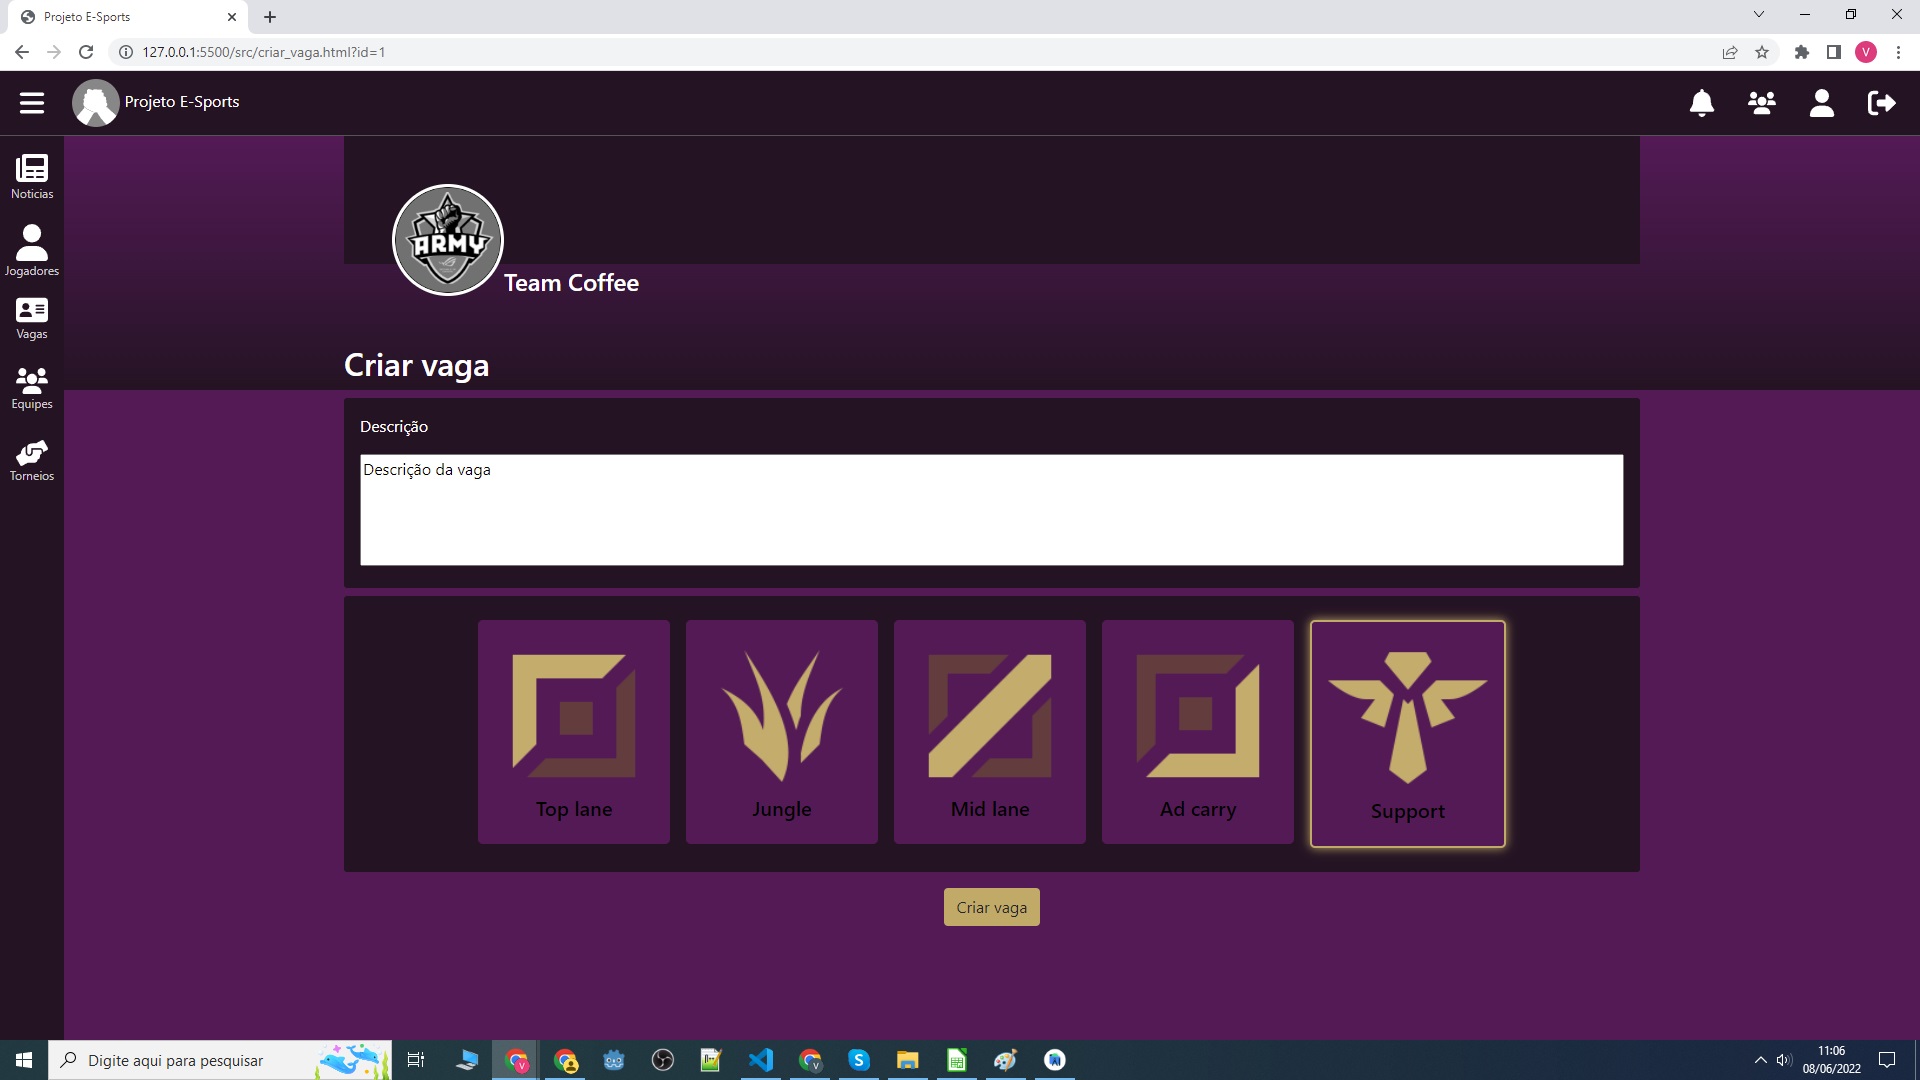 Projeto E-Sports
127.0.0.1:5500/src/criar_vaga.html?id=1
V
Projeto E-Sports
Noticias
Jogadores
Vagas
Equipes
Torneios
ARMY
Team Coffee
Criar vaga
Descrição
Descrição da vaga
Top lane
Jungle
Mid lane
Ad carry
Support
Criar vaga
Digite aqui para pesquisar
11:06
08/06/2022